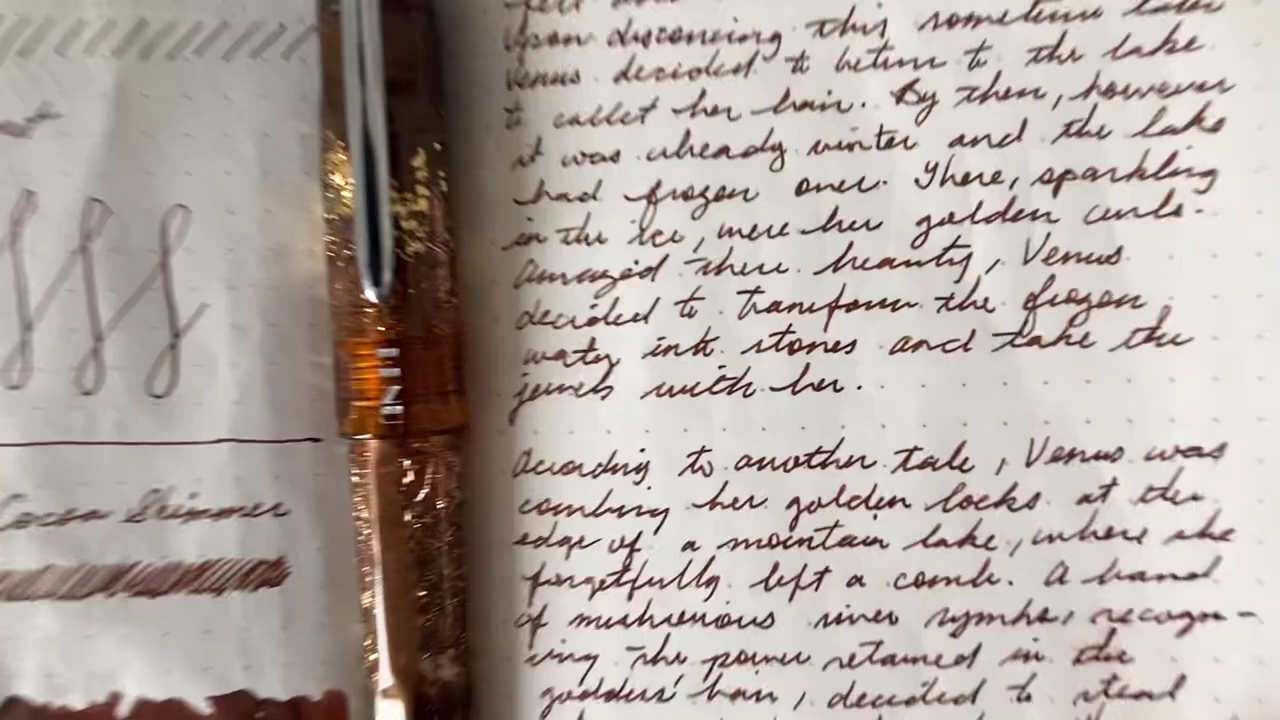 Cocoa Shimmer
BENU
Upon discovering this sometime later
Venus decided to return to the lake
to collect her hair. By then, however
it was already winter and the lake
had frozen over. There, sparkling
in the ice, were her golden curls.
Amazed there beauty, Venus
decided to transform the frozen
water into stones and take the
jewels with her.
According to another tale, Venus was
combing her golden locks at the
edge of a mountain lake, where she
forgetfully left a comb. A band
of mischievous river nymphs, recogn-
ing the power retained in the
goddess' hair, decided to steal